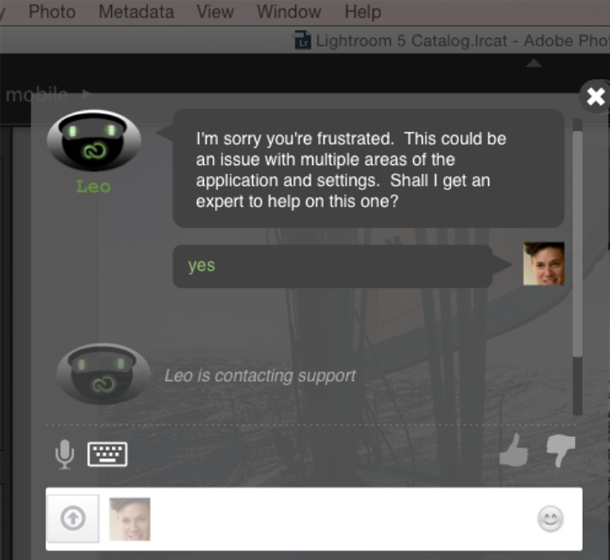 Photo Metadata View Window Help
Lr Lightroom 5 Catalog.lrcat - Adobe Pho
mobile
I'm sorry you're frustrated. This could be
an issue with multiple areas of the
application and settings. Shall I get an
expert to help on this one?
Leo
yes
Leo is contacting support